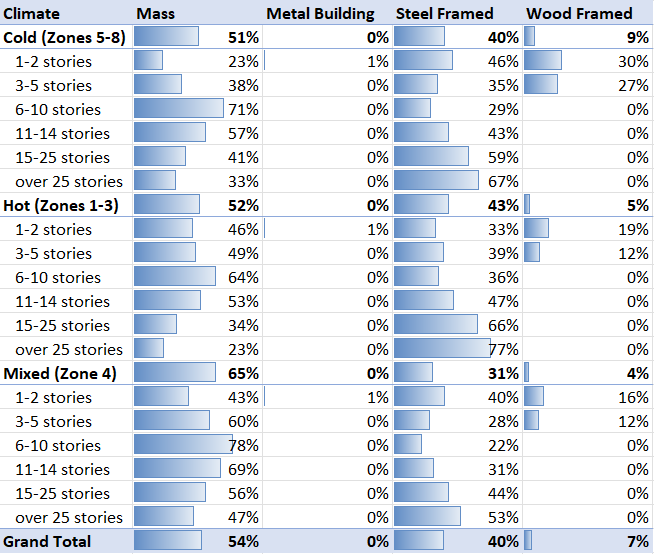 Climate Mass Metal Building Steel Framed Wood Framed
Cold (Zones 5-8) 51% 0% 40% 9%
1-2 stories 23% 1% 46% 30%
3-5 stories 38% 0% 35% 27%
6-10 stories 71% 0% 29% 0%
11-14 stories 57% 0% 43% 0%
15-25 stories 41% 0% 59% 0%
over 25 stories 33% 0% 67% 0%
Hot (Zones 1-3) 52% 0% 43% 5%
1-2 stories 46% 1% 33% 19%
3-5 stories 49% 0% 39% 12%
6-10 stories 64% 0% 36% 0%
11-14 stories 53% 0% 47% 0%
15-25 stories 34% 0% 66% 0%
over 25 stories 23% 0% 77% 0%
Mixed (Zone 4) 65% 0% 31% 4%
1-2 stories 43% 1% 40% 16%
3-5 stories 60% 0% 28% 12%
6-10 stories 78% 0% 22% 0%
11-14 stories 69% 0% 31% 0%
15-25 stories 56% 0% 44% 0%
over 25 stories 47% 0% 53% 0%
Grand Total 54% 0% 40% 7%